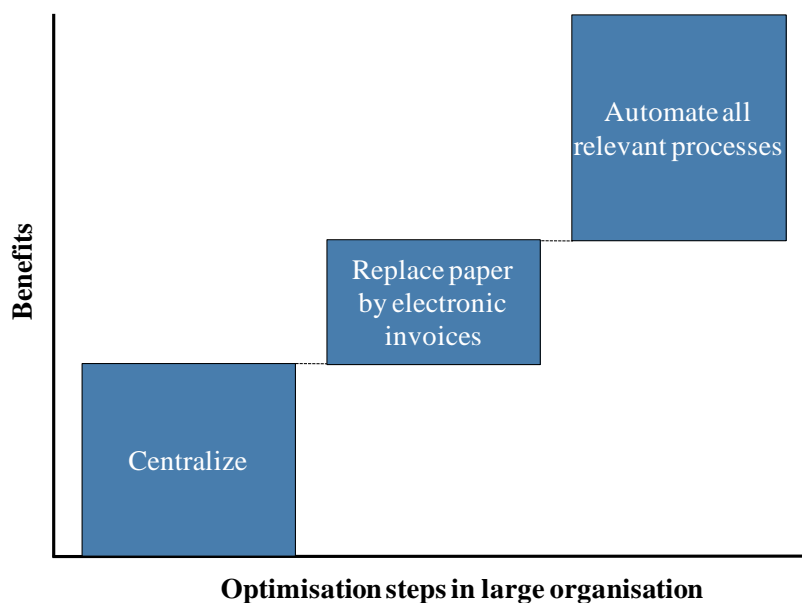 Automate all
relevant processes
Replace paper
by electronic
invoices
Centralize
Benefits
Optimisation steps in large organisation